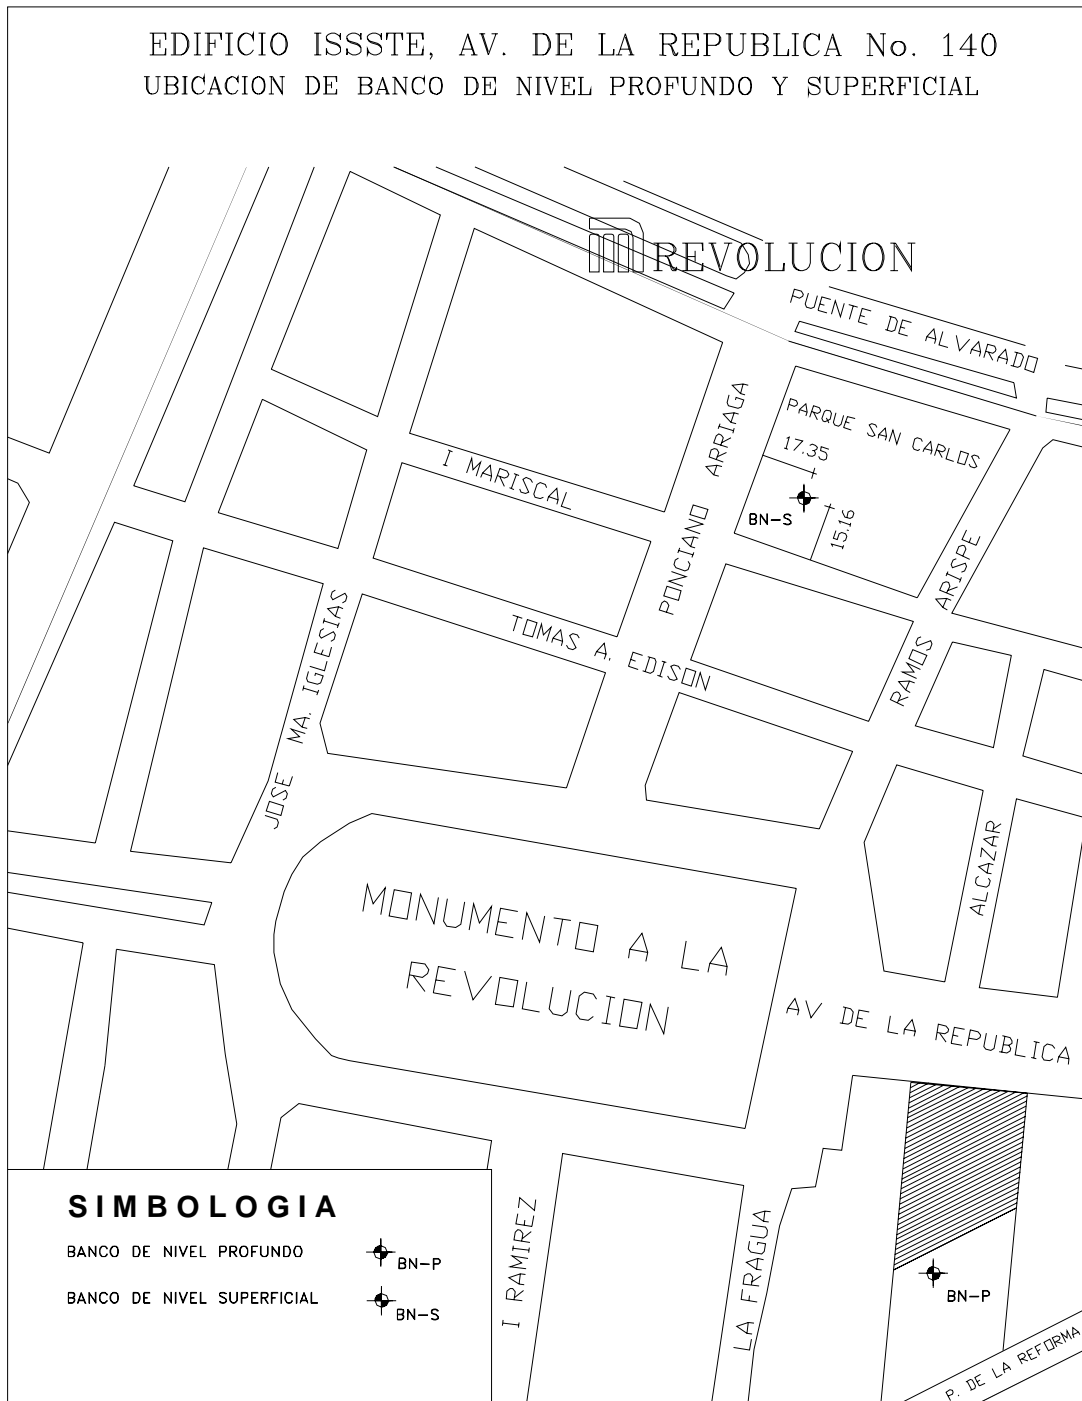 EDIFICIO ISSSTE, AV. DE LA REPUBLICA No. 140
UBICACION DE BANCO DE NIVEL PROFUNDO Y SUPERFICIAL
REVOLUCION
PUENTE DE ALVARADO
PARQUE SAN CARLOS
17.35
BN-S
15.16
I MARISCAL
PONCIANO ARRIAGA
RAMOS ARISPE
TOMAS A. EDISON
JOSE MA. IGLESIAS
ALCAZAR
MONUMENTO A LA
REVOLUCION
AV DE LA REPUBLICA
SIMBOLOGIA
BANCO DE NIVEL PROFUNDO BN-P
BANCO DE NIVEL SUPERFICIAL BN-S
I RAMIREZ
LA FRAGUA
BN-P
P. DE LA REFORMA